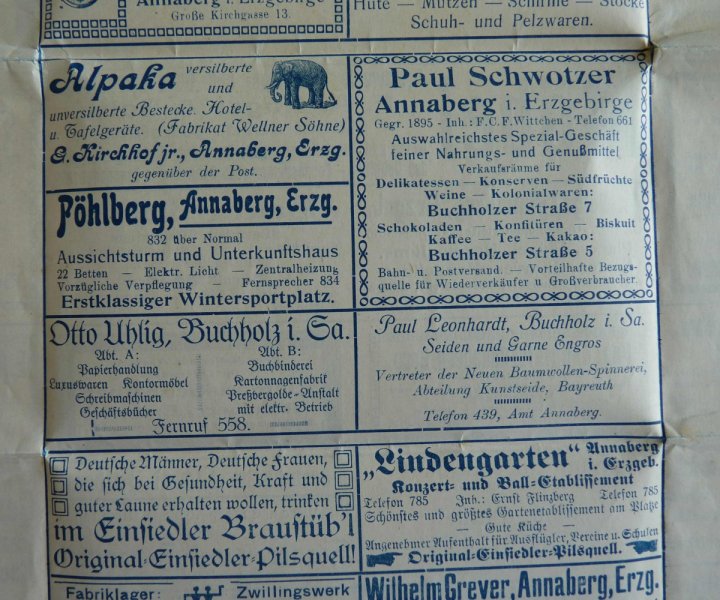 Annaberg i. Erzgebirge
Große Kirchgasse 13.
Hüte — Mützen — Schirme — Stöcke
Schuh- und Pelzwaren.
Alpaka versilberte
und
unversilberte Bestecke. Hotel-
u. Tafelgeräte. (Fabrikat Wellner Söhne)
G. Kirchhof jr., Annaberg, Erzg.
gegenüber der Post.
Paul Schwotzer
Annaberg i. Erzgebirge
Gegr. 1895 - Inh.: F.C.F. Wittchen - Telefon 661
Auswahlreichstes Spezial-Geschäft
feiner Nahrungs- und Genußmittel
Verkaufsräume für
Delikatessen — Konserven — Südfrüchte
Weine — Kolonialwaren:
Buchholzer Straße 7
Schokoladen — Konfitüren — Biskuit
Kaffee — Tee — Kakao:
Buchholzer Straße 5
Bahn- u. Postversand. — Vorteilhafte Bezugs-
quelle für Wiederverkäufer u. Großverbraucher.
Pöhlberg, Annaberg, Erzg.
832 über Normal
Aussichtsturm und Unterkunftshaus
22 Betten — Elektr. Licht — Zentralheizung
Vorzügliche Verpflegung — Fernsprecher 834
Erstklassiger Wintersportplatz.
Otto Uhlig, Buchholz i. Sa.
Abt. A:
Papierhandlung
Luxuswaren Kontormöbel
Schreibmaschinen
Geschäftsbücher
Abt. B:
Buchbinderei
Kartonnagenfabrik
Preßvergolde-Anstalt
mit elektr. Betrieb
Fernruf 558.
Paul Leonhardt, Buchholz i. Sa.
Seiden und Garne Engros
Vertreter der Neuen Baumwollen-Spinnerei,
Abteilung Kunstseide, Bayreuth
Telefon 439, Amt Annaberg.
Deutsche Männer, Deutsche Frauen,
die sich bei Gesundheit, Kraft und
guter Laune erhalten wollen, trinken
im Einsiedler Braustüb'l
Original-Einsiedler-Pilsquell!
„Lindengarten“ Annaberg
i. Erzgeb.
Konzert- und Ball-Etablissement
Telefon 785 Inh.: Ernst Flinzberg Telefon 785
Schönstes und größtes Gartenetablissement am Platze
— Gute Küche —
Angenehmer Aufenthalt für Ausflügler, Vereine u. Schulen
Original-Einsiedler-Pilsquell.
Fabriklager: Zwillingswerk
Wilhelm Grever, Annaberg, Erzg.